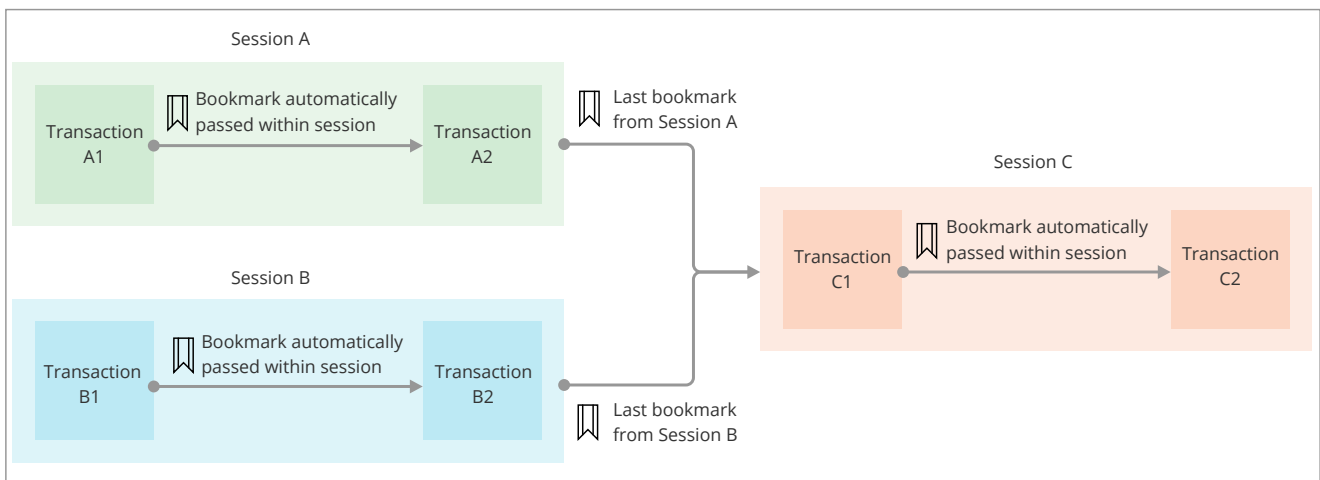 Session A
Transaction
A1
Bookmark automatically
passed within session
Transaction
A2
Last bookmark
from Session A
Session B
Transaction
B1
Bookmark automatically
passed within session
Transaction
B2
Last bookmark
from Session B
Session C
Transaction
C1
Bookmark automatically
passed within session
Transaction
C2